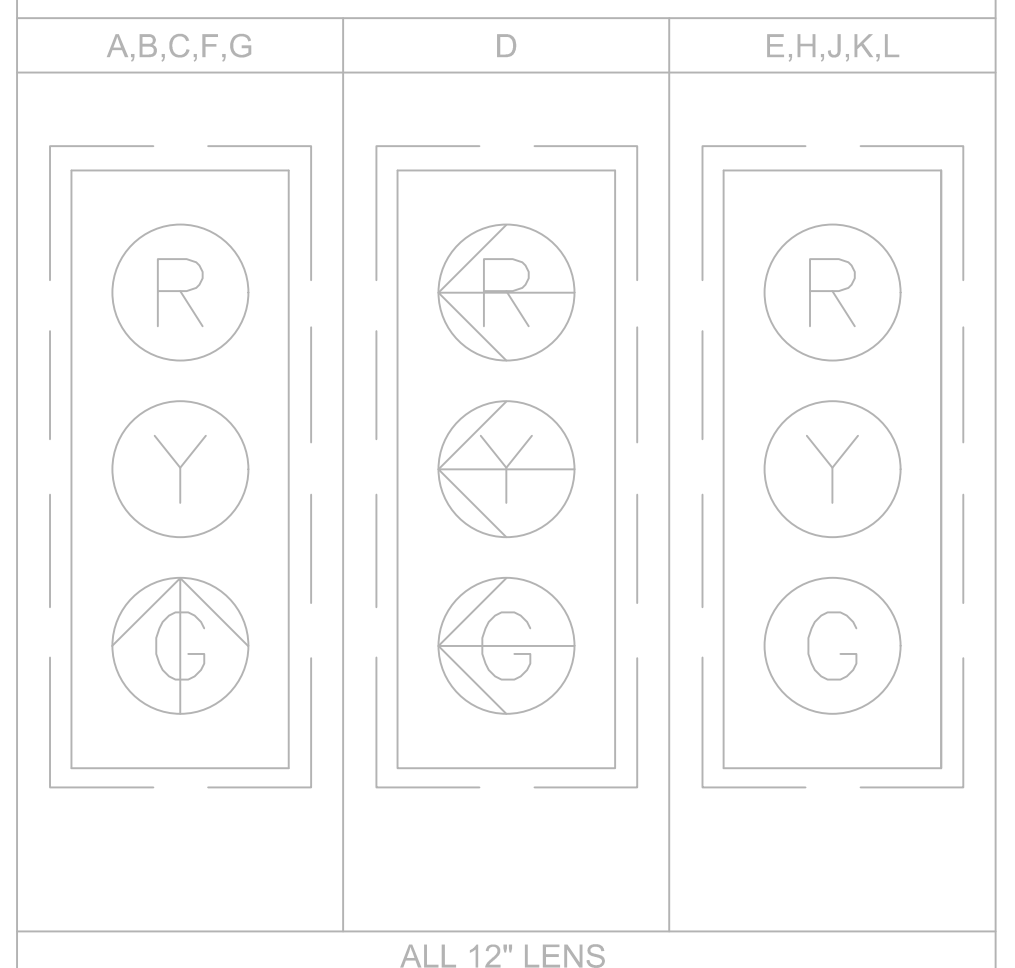 A,B,C,F,G D E,H,J,K,L
R R R
Y Y Y
G G G
ALL 12" LENS